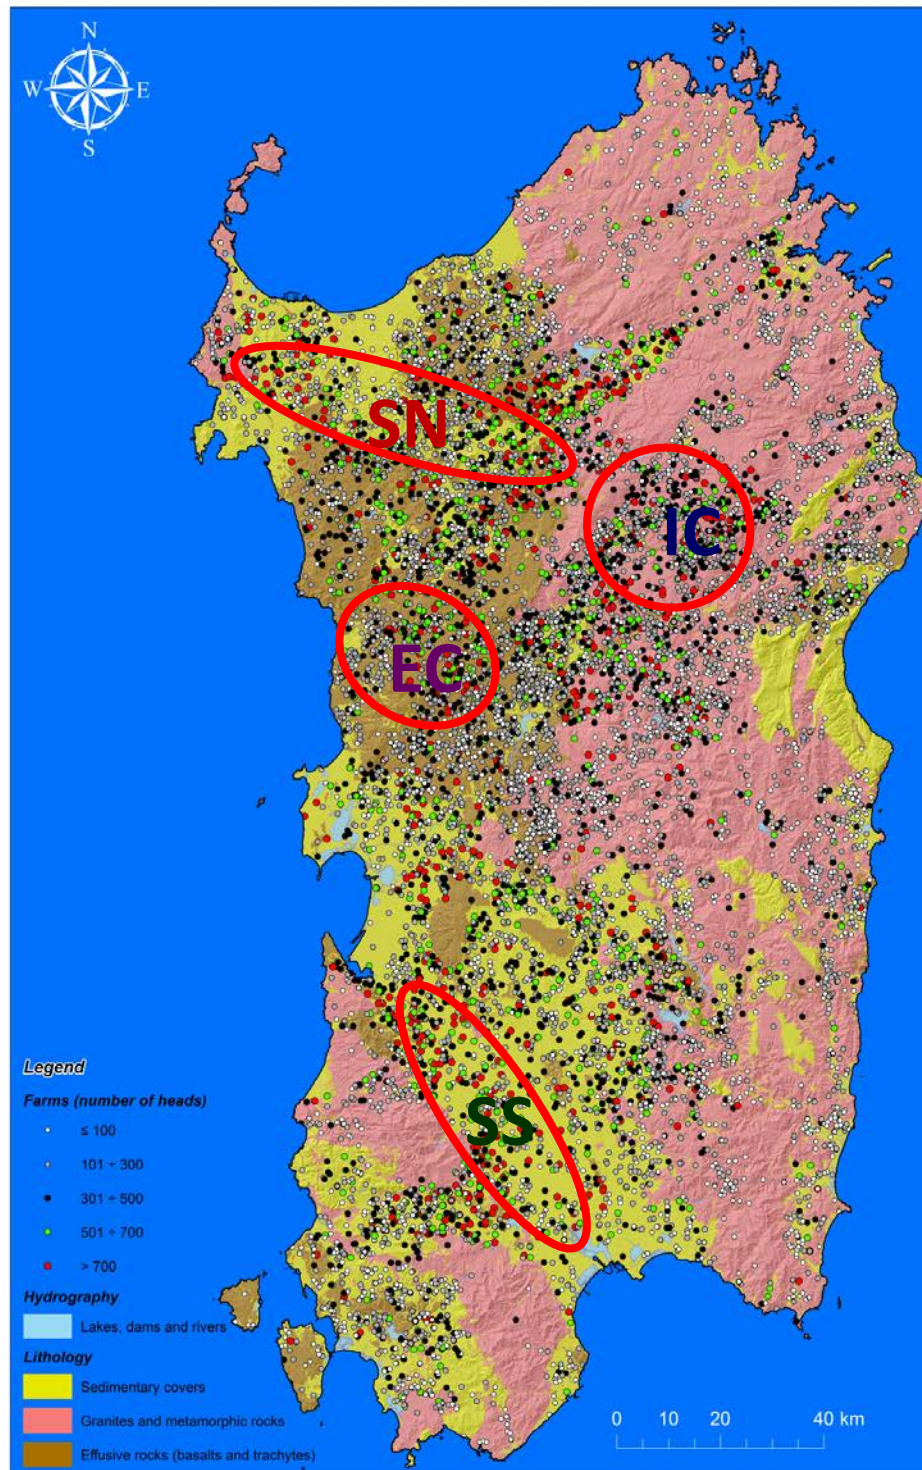 N
W E
S
SN
IC
EC
SS
Legend
Farms (number of heads)
≤ 100
101 ÷ 300
301 ÷ 500
501 ÷ 700
> 700
Hydrography
Lakes, dams and rivers
Lithology
Sedimentary covers
Granites and metamorphic rocks
Effusive rocks (basalts and trachytes)
0 10 20 40 km